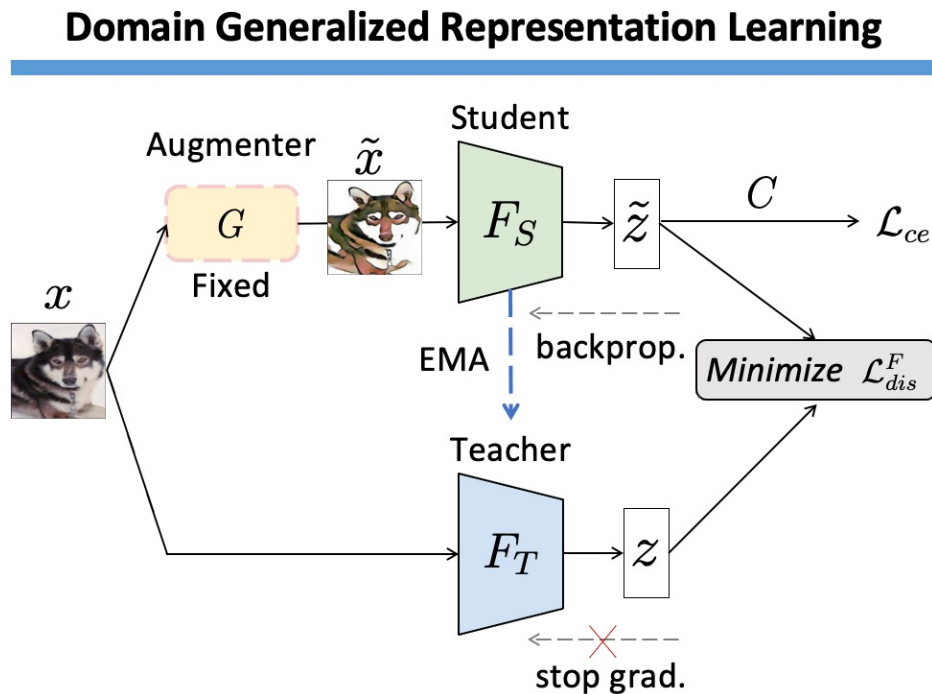 Domain Generalized Representation Learning
Student
Augmenter
x̃
G
F_S
z̃
C
ℒ_ce
Fixed
x
EMA
backprop.
Minimize ℒ^F_dis
Teacher
F_T
z
stop grad.